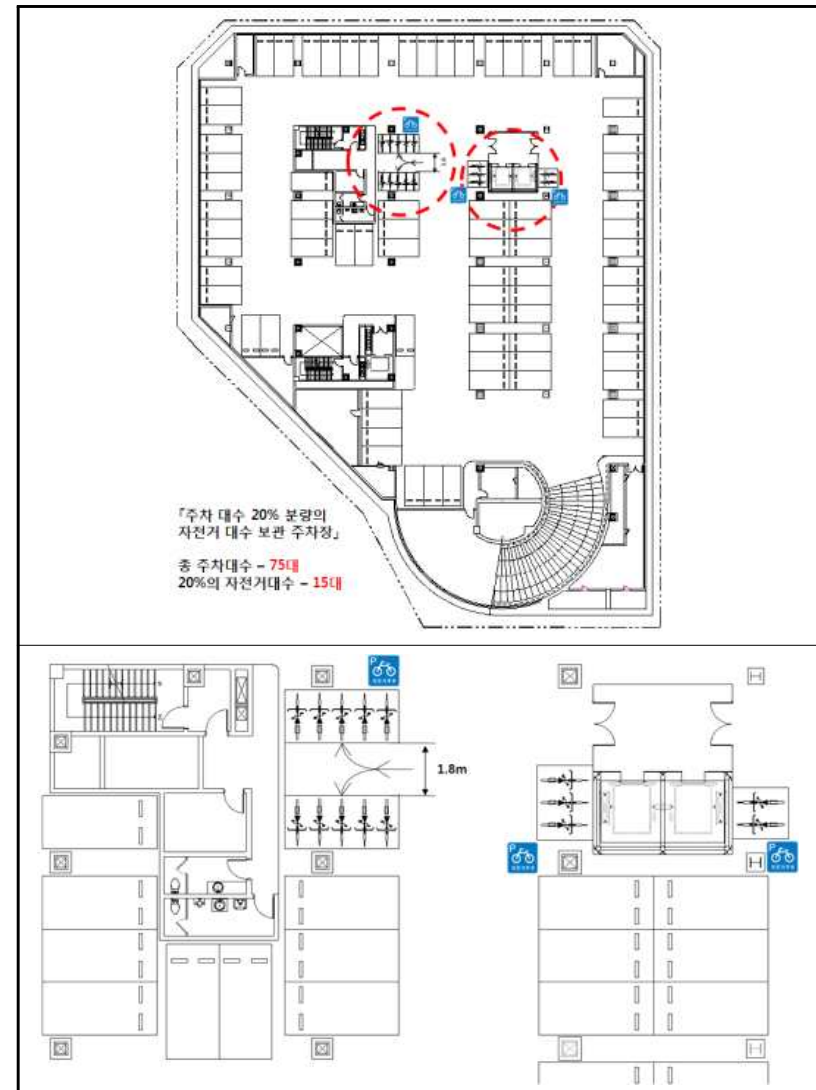 「주차 대수 20% 분량의
자전거 대수 보관 주차장」
총 주차대수 – 75대
20%의 자전거대수 – 15대
P
1.8m
P
P